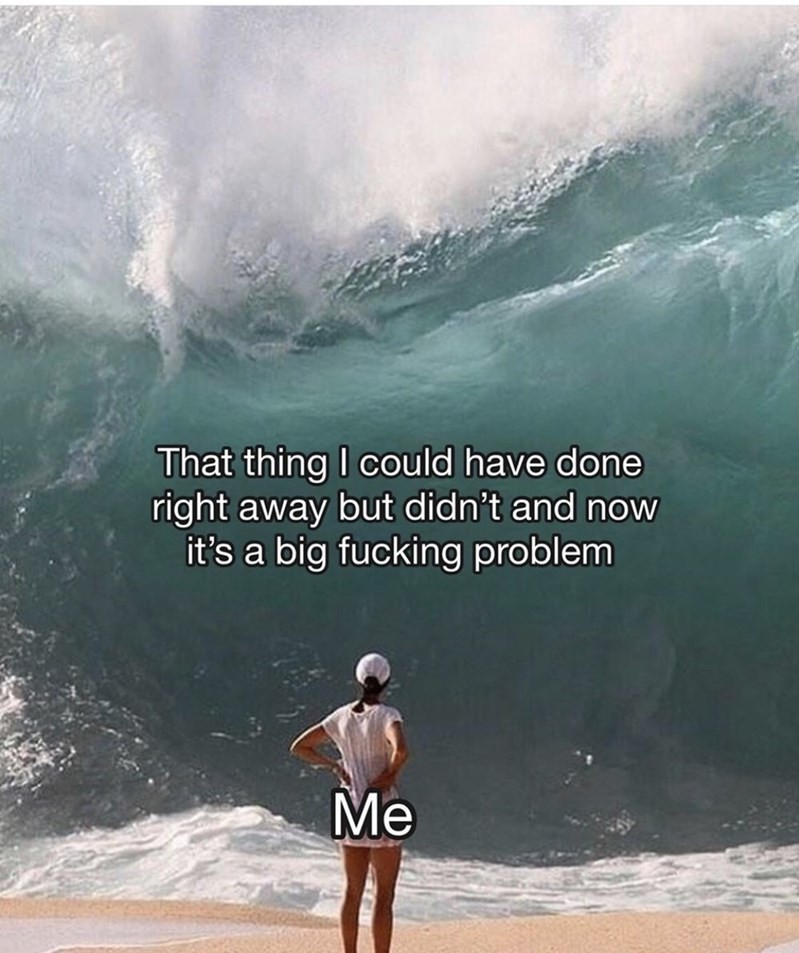 That thing I could have done
right away but didn’t and now
it’s a big fucking problem
Me